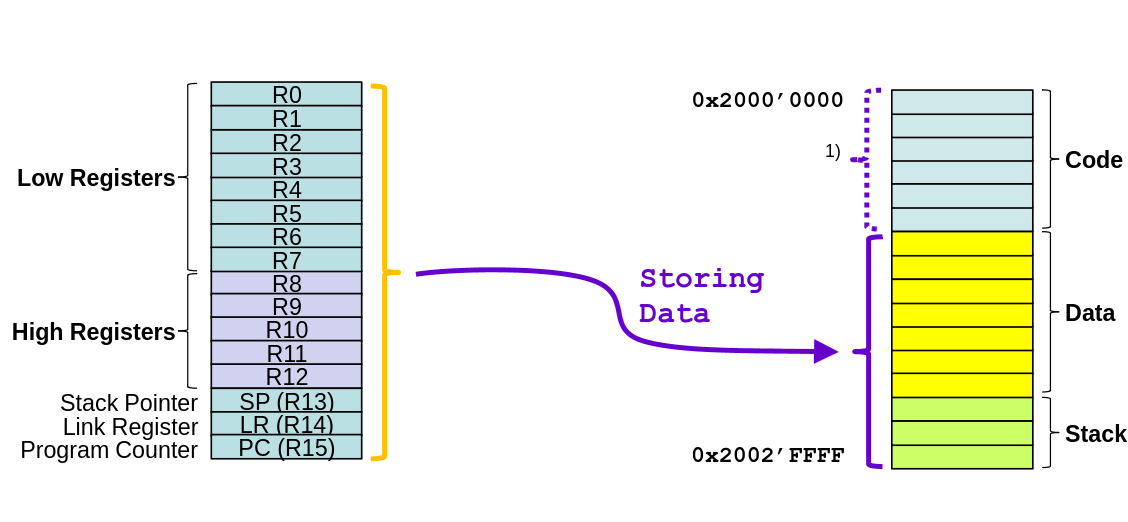 R0
R1
R2
R3
R4
R5
R6
R7
R8
R9
R10
R11
R12
SP (R13)
LR (R14)
PC (R15)
Low Registers
High Registers
Stack Pointer
Link Register
Program Counter
Storing
Data
0x2000’0000
1)
0x2002’FFFF
Code
Data
Stack